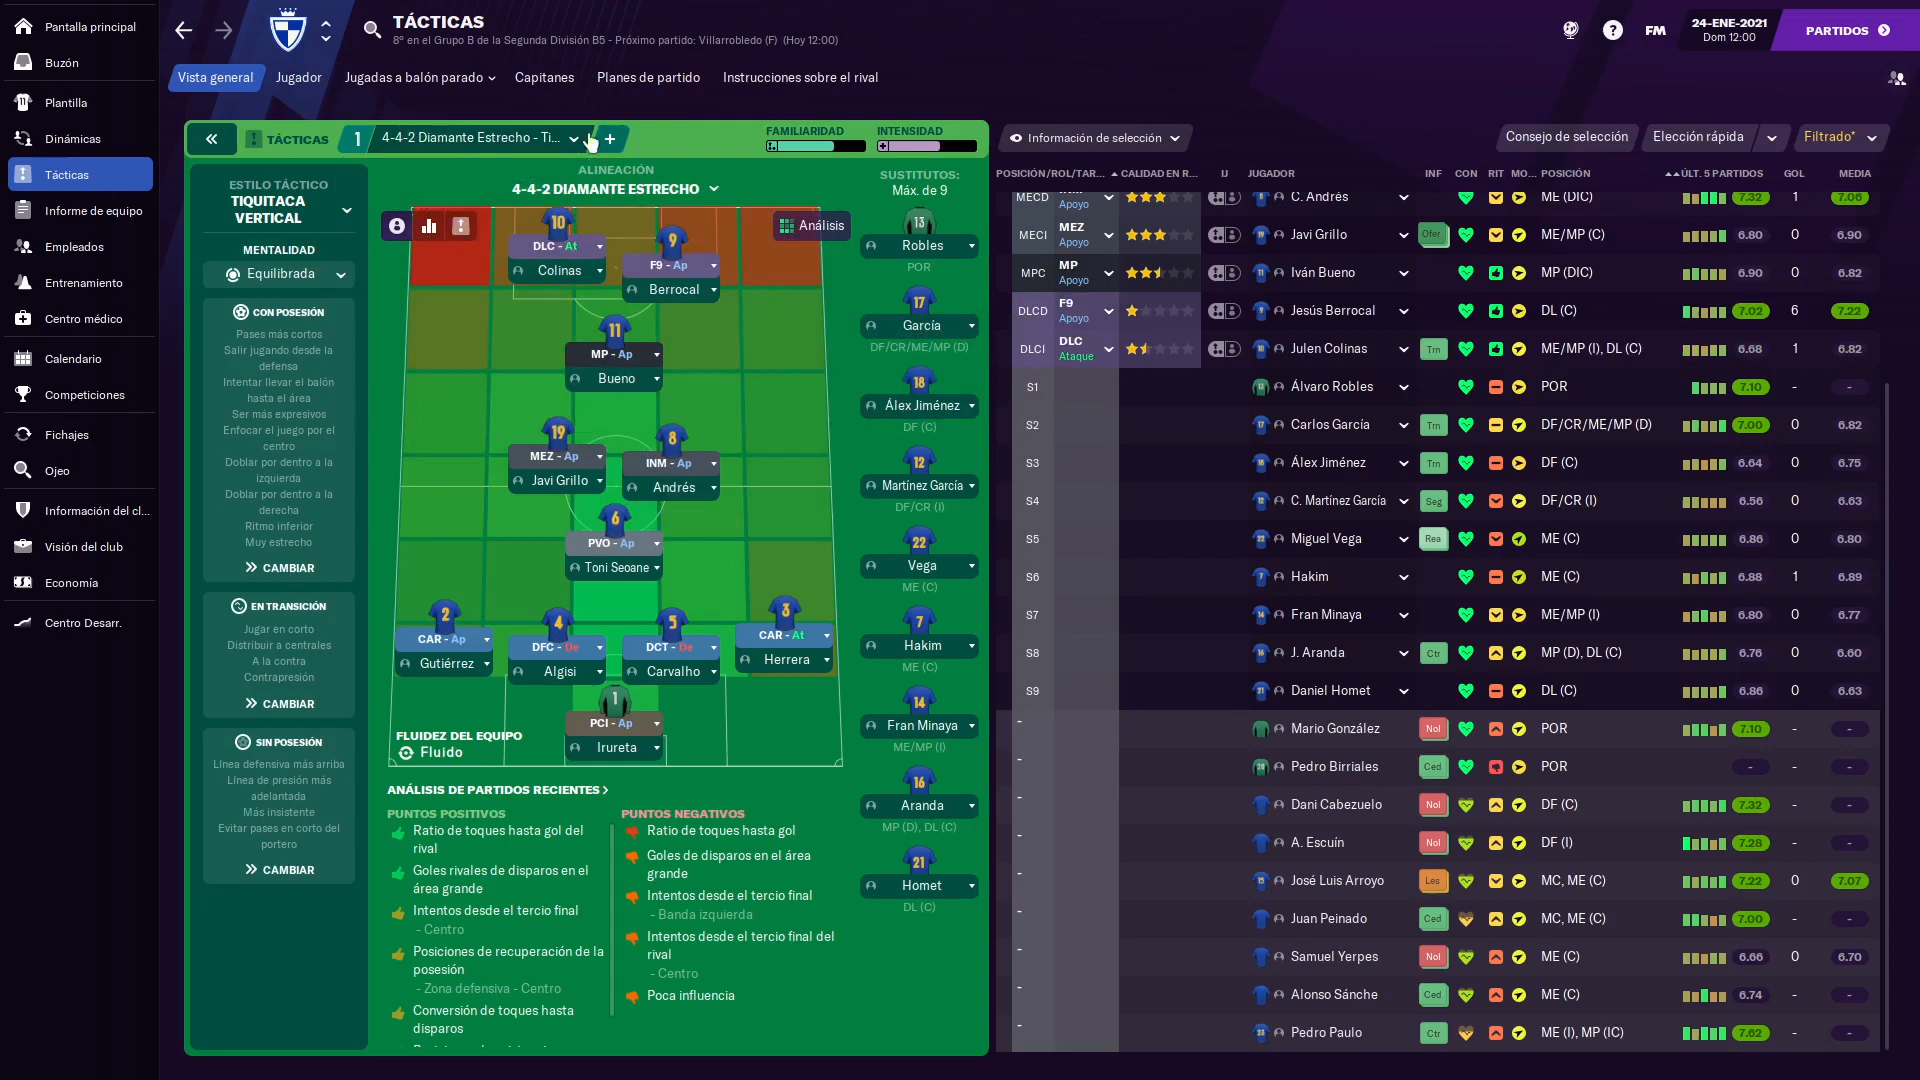 Pantalla principal
Buzón
Plantilla
Dinámicas
Tácticas
Informe de equipo
Empleados
Entrenamiento
Centro médico
Calendario
Competiciones
Fichajes
Ojeo
Información del cl...
Visión del club
Economía
Centro Desarr.
TÁCTICAS
8º en el Grupo B de la Segunda División B5 - Próximo partido: Villarrobledo (F) (Hoy 12:00)
FM
24-ENE-2021
Dom 12:00
PARTIDOS
Vista general
Jugador
Jugadas a balón parado
Capitanes
Planes de partido
Instrucciones sobre el rival
TÁCTICAS
1
4-4-2 Diamante Estrecho - Ti...
FAMILIARIDAD
INTENSIDAD
ESTILO TÁCTICO
TIQUITACA
VERTICAL
MENTALIDAD
Equilibrada
CON POSESIÓN
Pases más cortos
Salir jugando desde la
defensa
Intentar llevar el balón
hasta el área
Ser más expresivos
Enfocar el juego por el
centro
Doblar por dentro a la
izquierda
Doblar por dentro a la
derecha
Ritmo inferior
Muy estrecho
CAMBIAR
EN TRANSICIÓN
Jugar en corto
Distribuir a centrales
A la contra
Contrapresión
CAMBIAR
SIN POSESIÓN
Línea defensiva más arriba
Línea de presión más
adelantada
Más insistente
Evitar pases en corto del
portero
CAMBIAR
ALINEACIÓN
4-4-2 DIAMANTE ESTRECHO
Análisis
10
DLC - At
Colinas
9
F9 - Ap
Berrocal
11
MP - Ap
Bueno
19
MEZ - Ap
Javi Grillo
8
INM - Ap
Andrés
6
PVO - Ap
Toni Seoane
2
CAR - Ap
Gutiérrez
4
DFC - De
Algisi
5
DCT - De
Carvalho
3
CAR - At
Herrera
1
PCI - Ap
Irureta
FLUIDEZ DEL EQUIPO
Fluido
ANÁLISIS DE PARTIDOS RECIENTES >
PUNTOS POSITIVOS
Ratio de toques hasta gol del
rival
Goles rivales de disparos en el
área grande
Intentos desde el tercio final
- Centro
Posiciones de recuperación de la
posesión
- Zona defensiva - Centro
Conversión de toques hasta
disparos
PUNTOS NEGATIVOS
Ratio de toques hasta gol
Goles de disparos en el área
grande
Intentos desde el tercio final
- Banda izquierda
Intentos desde el tercio final del
rival
- Centro
Poca influencia
SUSTITUTOS:
Máx. de 9
13
Robles
POR
17
García
DF/CR/ME/MP (D)
18
Álex Jiménez
DF (C)
12
Martínez García
DF/CR (I)
22
Vega
ME (C)
7
Hakim
ME (C)
14
Fran Minaya
ME/MP (I)
16
Aranda
MP (D), DL (C)
21
Homet
DL (C)
Información de selección
Consejo de selección
Elección rápida
Filtrado*
POSICIÓN/ROL/TAR... CALIDAD EN R... IJ JUGADOR INF CON RIT MO... POSICIÓN ÚLT. 5 PARTIDOS GOL MEDIA
MECD Apoyo C. Andrés ME (DIC) 7.32 1 7.06
MECI MEZ Apoyo Javi Grillo Ofer ME/MP (C) 6.80 0 6.90
MPC MP Apoyo Iván Bueno MP (DIC) 6.90 0 6.82
DLCD F9 Apoyo Jesús Berrocal DL (C) 7.02 6 7.22
DLCI DLC Ataque Julen Colinas Trn ME/MP (I), DL (C) 6.68 1 6.82
S1 Álvaro Robles POR 7.10 - -
S2 Carlos García Trn DF/CR/ME/MP (D) 7.00 0 6.82
S3 Álex Jiménez Trn DF (C) 6.64 0 6.75
S4 C. Martínez García Seg DF/CR (I) 6.56 0 6.63
S5 Miguel Vega Rea ME (C) 6.86 0 6.80
S6 Hakim ME (C) 6.88 1 6.89
S7 Fran Minaya ME/MP (I) 6.80 0 6.77
S8 J. Aranda Ctr MP (D), DL (C) 6.76 0 6.60
S9 Daniel Homet DL (C) 6.86 0 6.63
- Mario González Nol POR 7.10 - -
- Pedro Birriales Ced POR - - -
- Dani Cabezuelo Nol DF (C) 7.32 - -
- A. Escuín Nol DF (I) 7.28 - -
- José Luis Arroyo Les MC, ME (C) 7.22 0 7.07
- Juan Peinado Ced MC, ME (C) 7.00 - -
- Samuel Yerpes Nol ME (C) 6.66 0 6.70
- Alonso Sánche Ced ME (C) 6.74 - -
- Pedro Paulo Ctr ME (I), MP (IC) 7.62 - -